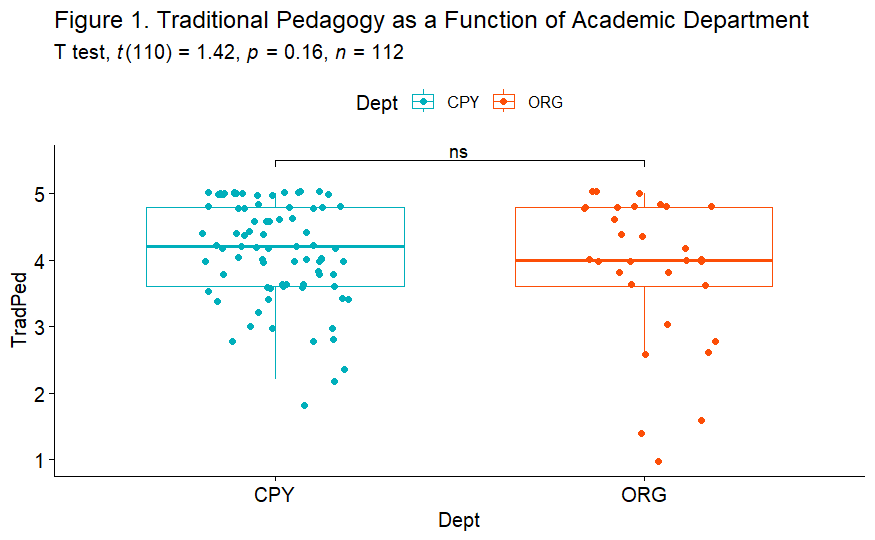 Figure 1. Traditional Pedagogy as a Function of Academic Department
T test, t(110) = 1.42, p = 0.16, n = 112
Dept CPY ORG
ns
5
4
3
2
1
TradPed
CPY ORG
Dept